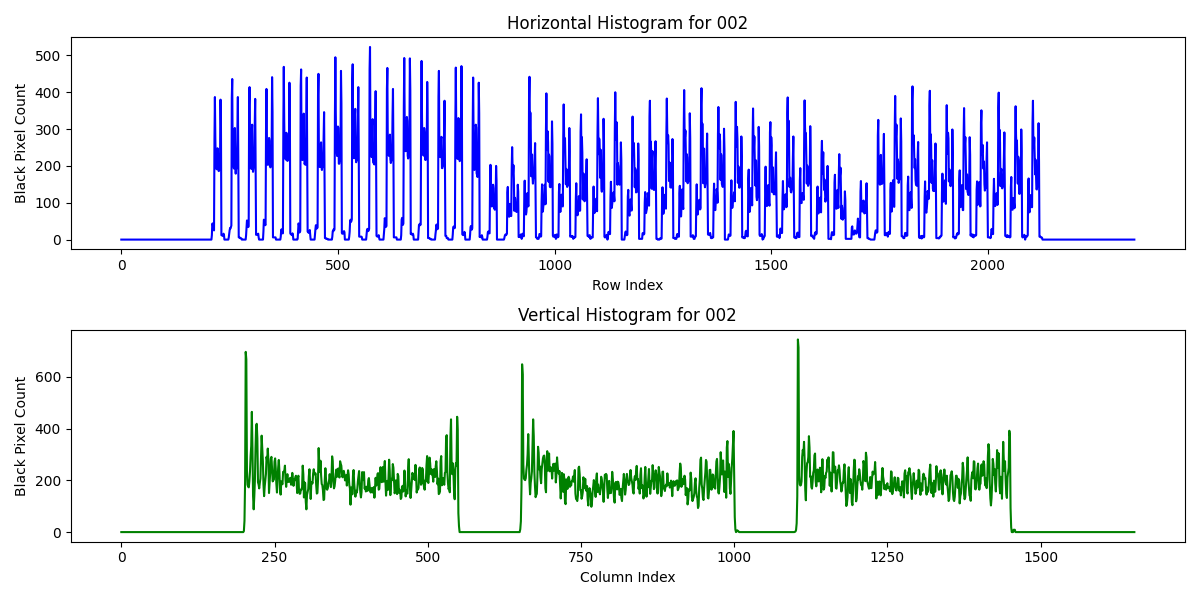 Horizontal Histogram for 002
Black Pixel Count
500
400
300
200
100
0
0 500 1000 1500 2000
Row Index
Vertical Histogram for 002
Black Pixel Count
600
400
200
0
0 250 500 750 1000 1250 1500
Column Index